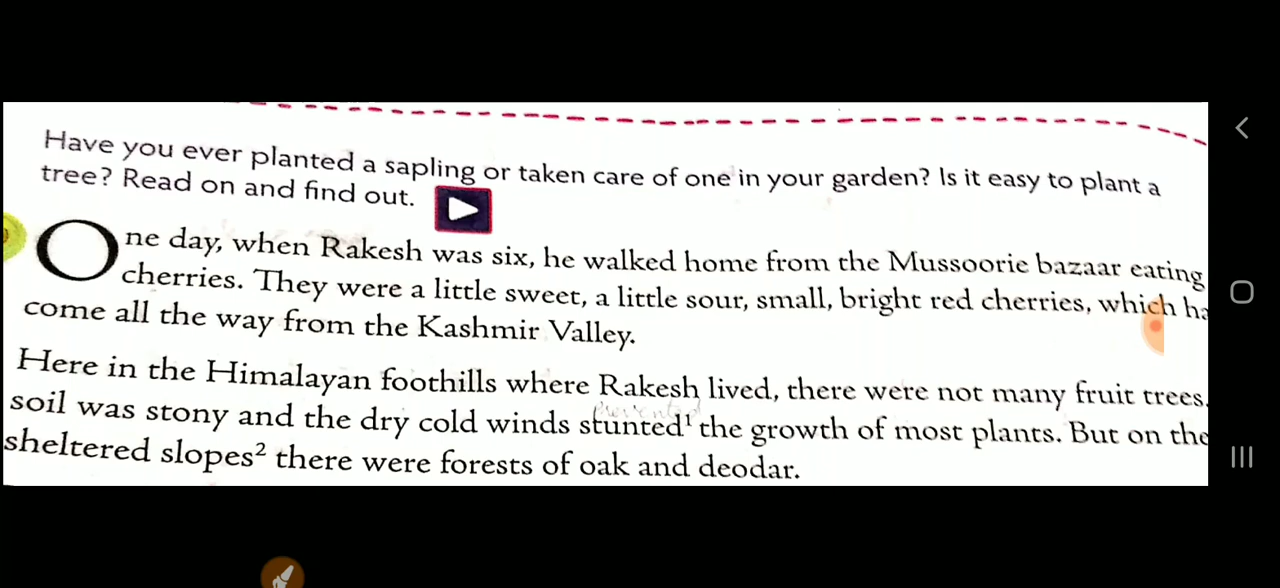 Have you ever planted a sapling or taken care of one in your garden? Is it easy to plant a
tree? Read on and find out.
One day, when Rakesh was six, he walked home from the Mussoorie bazaar eating
cherries. They were a little sweet, a little sour, small, bright red cherries, which ha
come all the way from the Kashmir Valley.
Here in the Himalayan foothills where Rakesh lived, there were not many fruit trees.
prevented
soil was stony and the dry cold winds stunted¹ the growth of most plants. But on the
sheltered slopes² there were forests of oak and deodar.